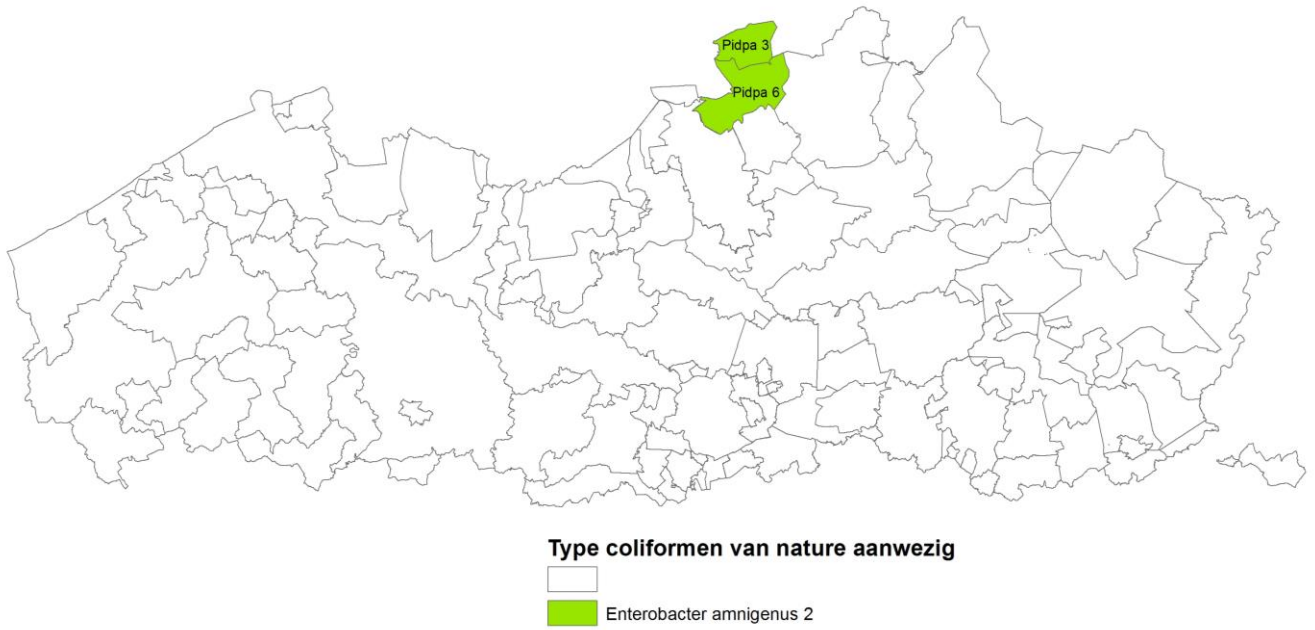 Pidpa 3
Pidpa 6
Type coliformen van nature aanwezig
Enterobacter amnigenus 2